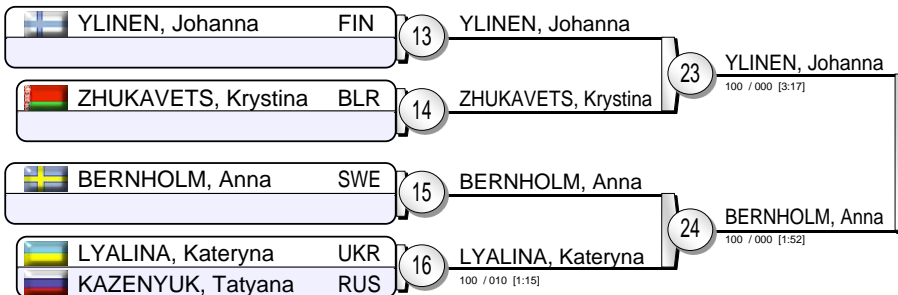 YLINEN, Johanna FIN
13
YLINEN, Johanna
ZHUKAVETS, Krystina BLR
14
ZHUKAVETS, Krystina
23
YLINEN, Johanna
100 / 000 [3:17]
BERNHOLM, Anna SWE
15
BERNHOLM, Anna
LYALINA, Kateryna UKR
KAZENYUK, Tatyana RUS
16
LYALINA, Kateryna
100 / 010 [1:15]
24
BERNHOLM, Anna
100 / 000 [1:52]